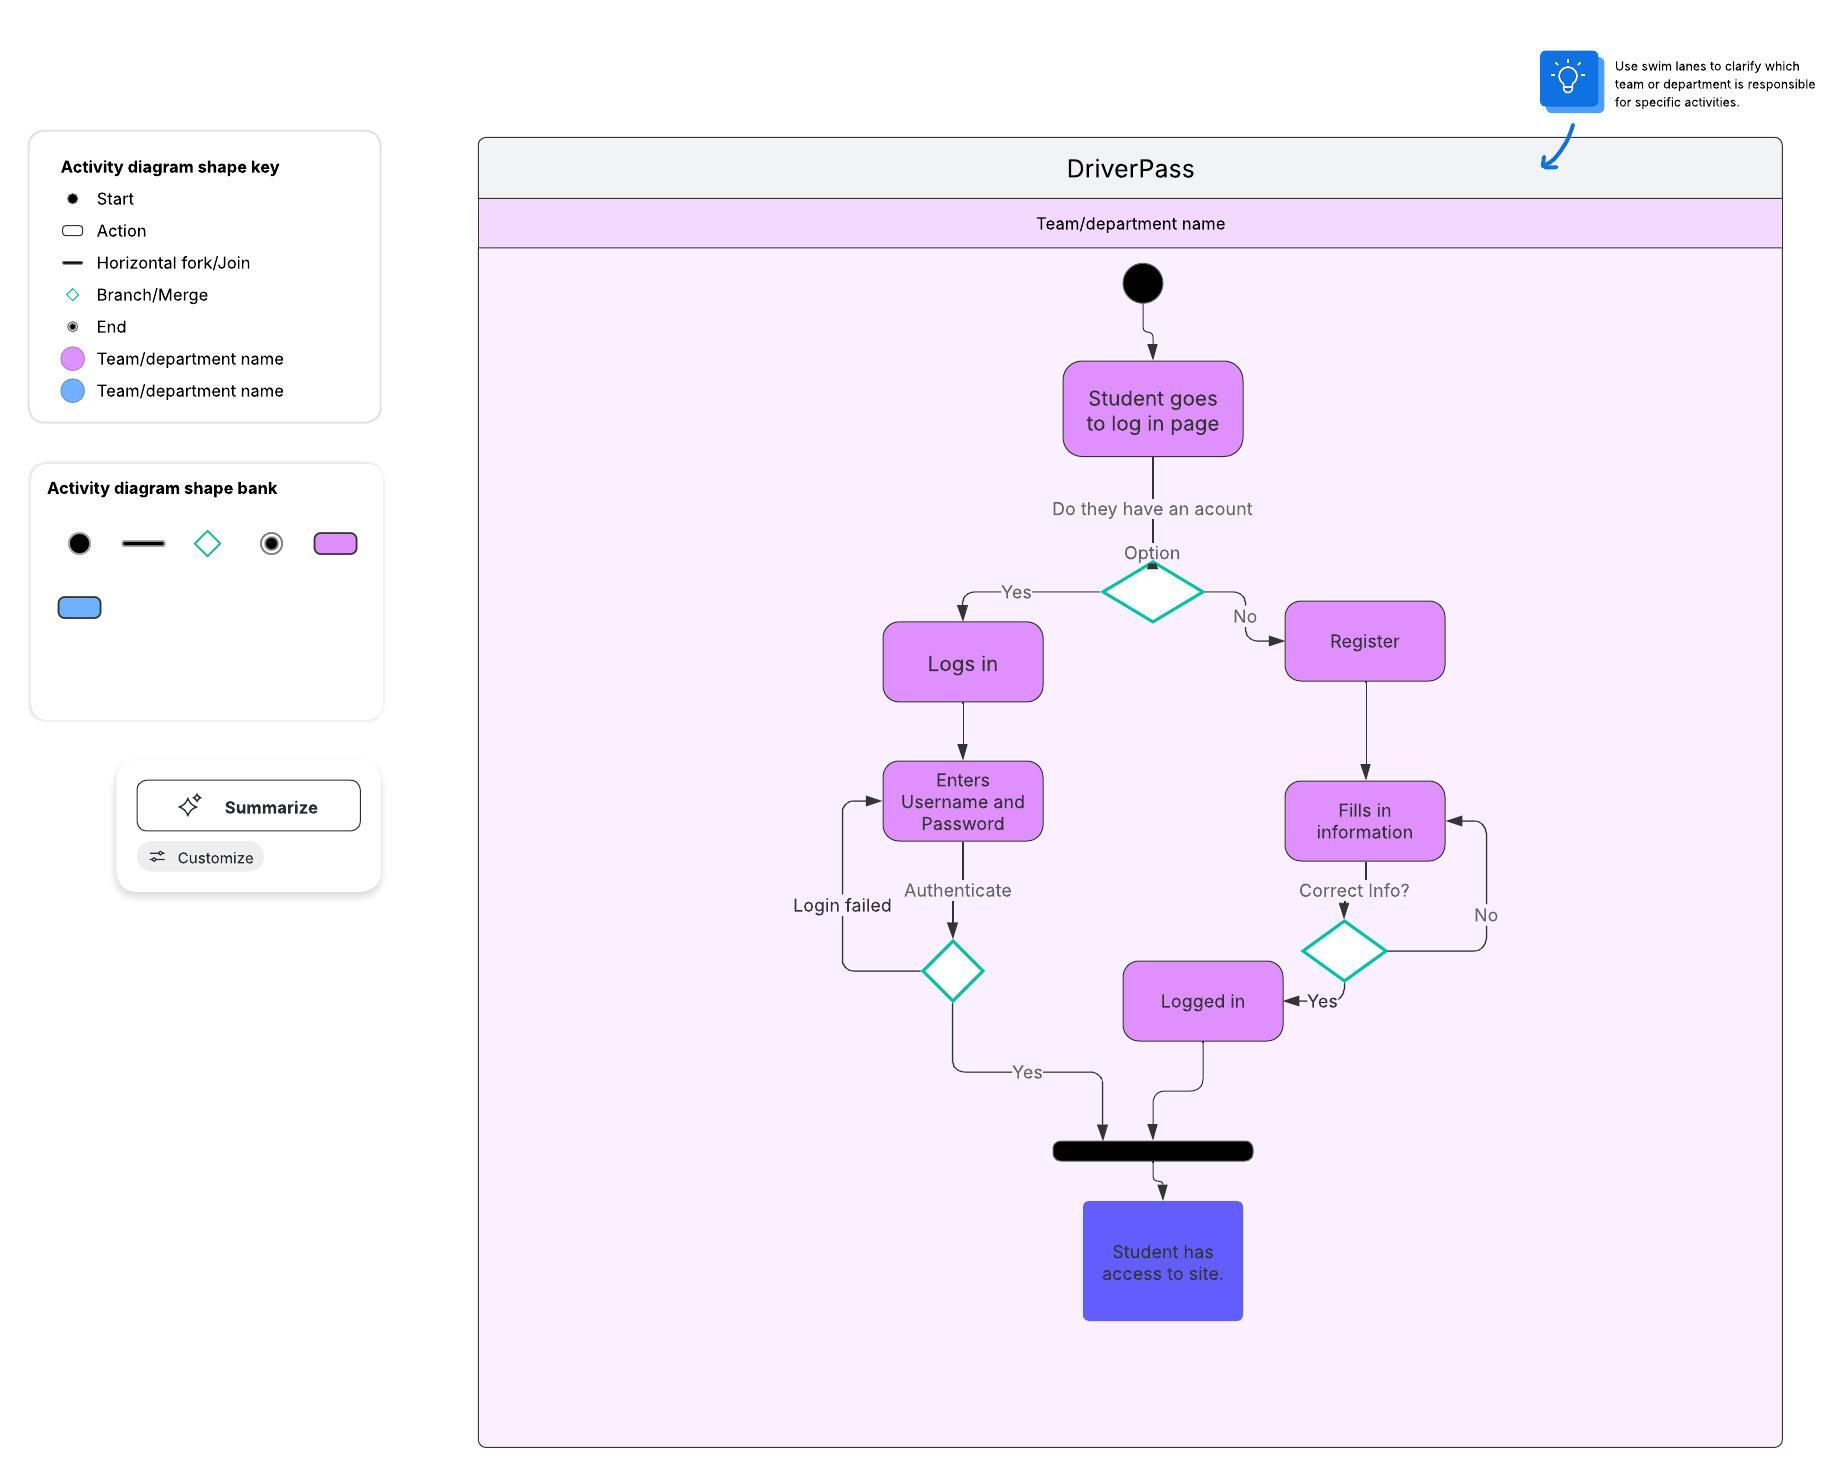 Use swim lanes to clarify which
team or department is responsible
for specific activities.
Activity diagram shape key
Start
Action
Horizontal fork/Join
Branch/Merge
End
Team/department name
Team/department name
Activity diagram shape bank
Summarize
Customize
DriverPass
Team/department name
Student goes
to log in page
Do they have an acount
Option
Yes
No
Logs in
Register
Enters
Username and
Password
Fills in
information
Authenticate
Correct Info?
Login failed
No
Logged in
Yes
Yes
Student has
access to site.